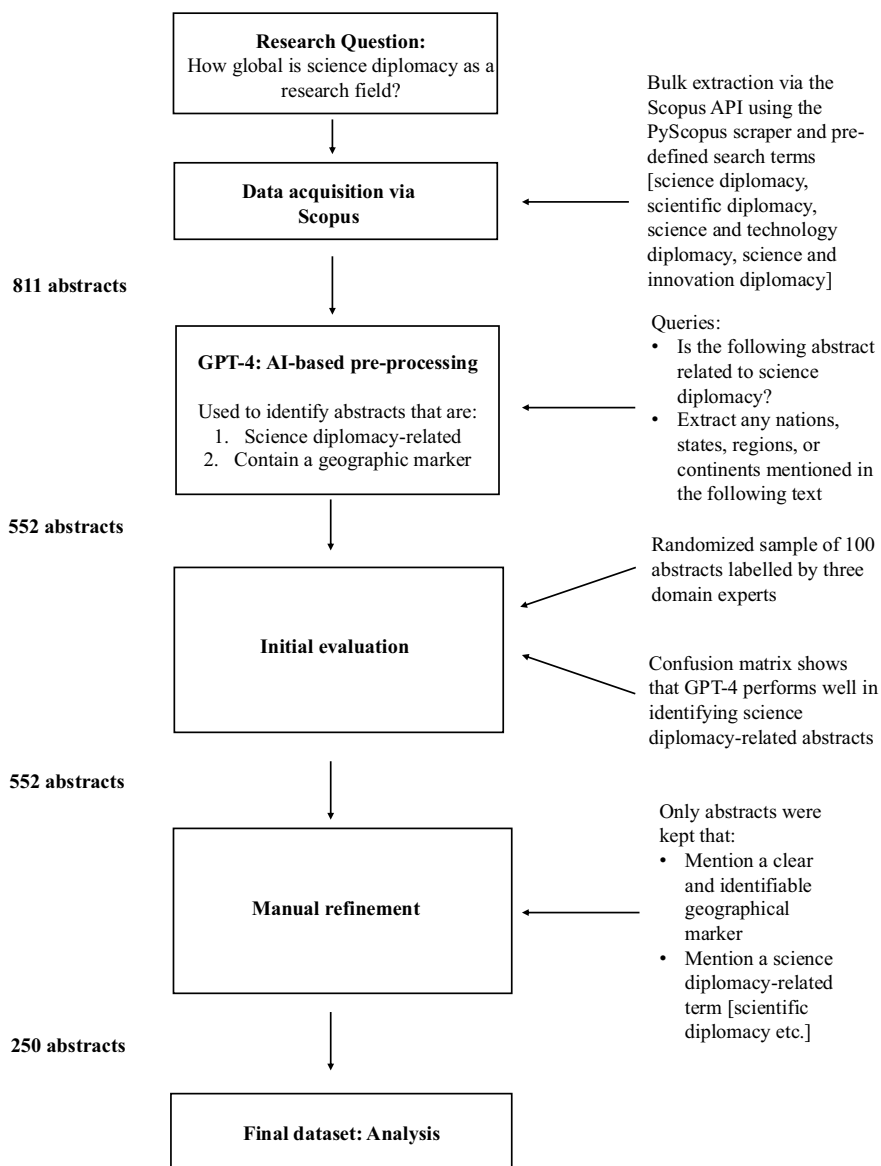 Research Question:
How global is science diplomacy as a
research field?
Bulk extraction via the
Scopus API using the
PyScopus scraper and pre-
defined search terms
[science diplomacy,
scientific diplomacy,
science and technology
diplomacy, science and
innovation diplomacy]
Data acquisition via
Scopus
811 abstracts
GPT-4: AI-based pre-processing
Used to identify abstracts that are:
1. Science diplomacy-related
2. Contain a geographic marker
Queries:
• Is the following abstract
related to science
diplomacy?
• Extract any nations,
states, regions, or
continents mentioned in
the following text
552 abstracts
Initial evaluation
Randomized sample of 100
abstracts labelled by three
domain experts
Confusion matrix shows
that GPT-4 performs well in
identifying science
diplomacy-related abstracts
552 abstracts
Manual refinement
Only abstracts were
kept that:
• Mention a clear
and identifiable
geographical
marker
• Mention a science
diplomacy-related
term [scientific
diplomacy etc.]
250 abstracts
Final dataset: Analysis